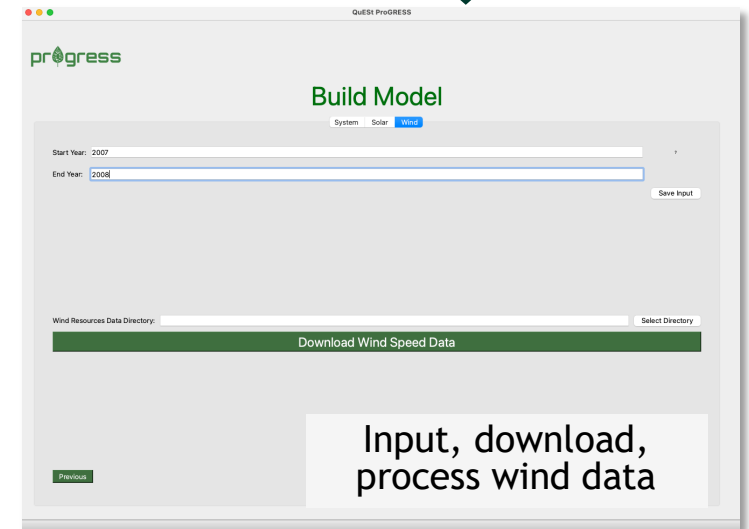 QuESt ProGRESS
progress
Build Model
System Solar Wind
Start Year: 2007
?
End Year: 2008
Save Input
Wind Resources Data Directory:
Select Directory
Download Wind Speed Data
Input, download,
process wind data
Previous